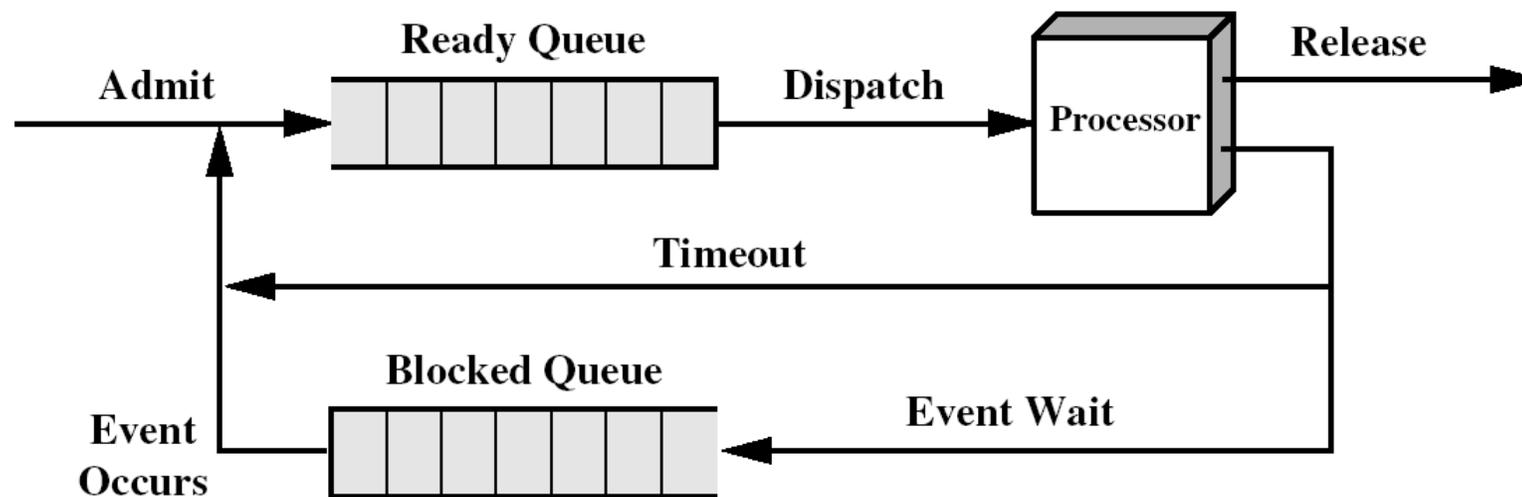 Ready Queue
Release
Admit
Dispatch
Processor
Timeout
Blocked Queue
Event Wait
Event
Occurs